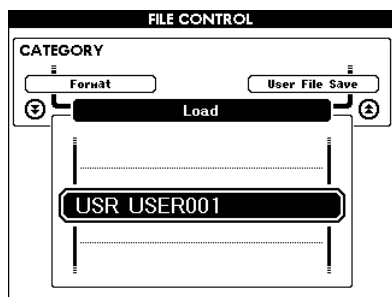 FILE CONTROL
CATEGORY
Format
User File Save
Load
USR USER001